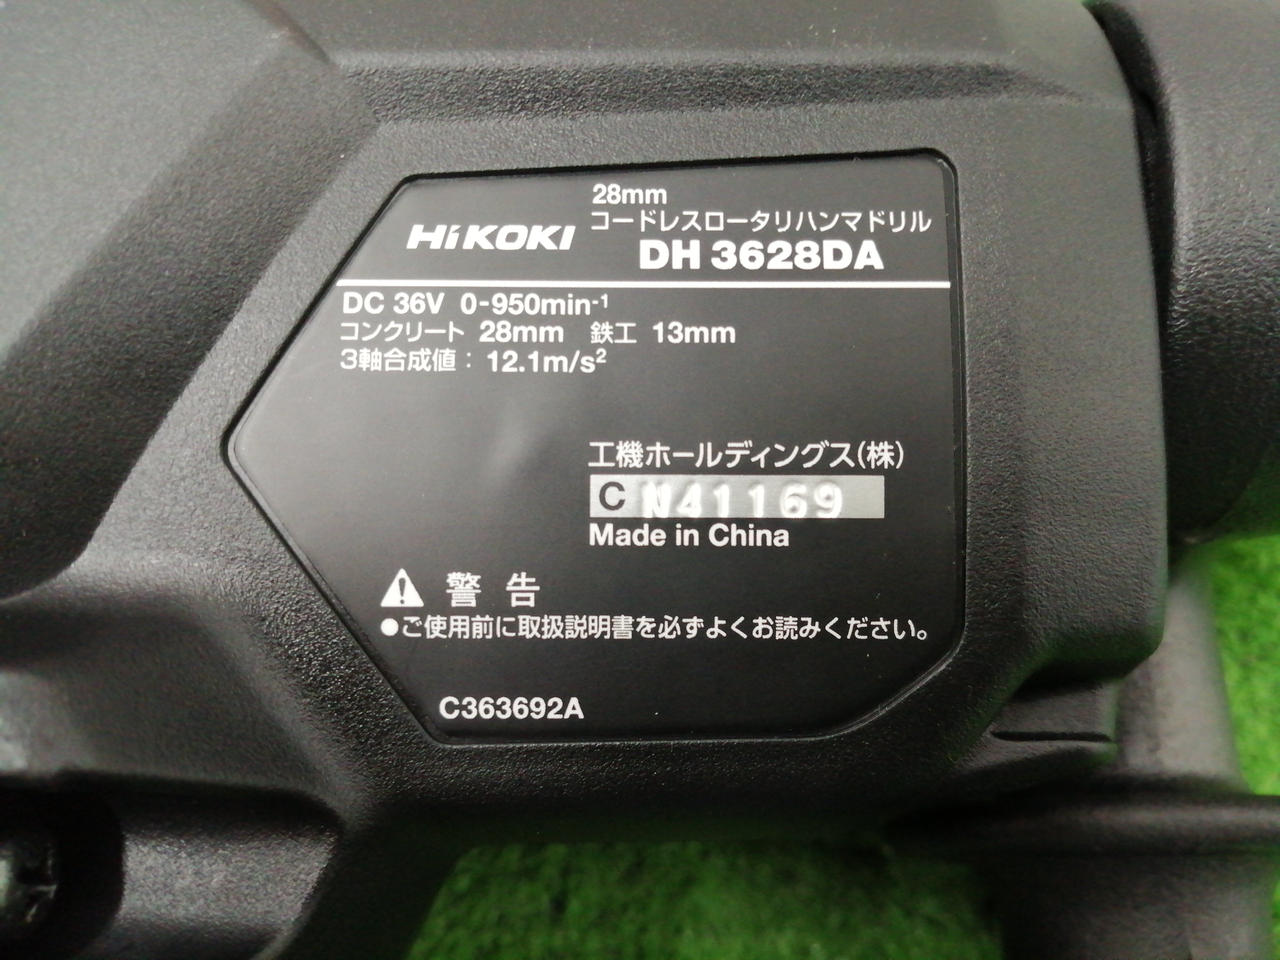 28mm
コードレスロータリハンマドリル
HiKOKI DH 3628DA
DC 36V 0-950min⁻¹
コンクリート 28mm 鉄工 13mm
3軸合成値：12.1m/s²
工機ホールディングス(株)
C N41169
Made in China
警告
●ご使用前に取扱説明書を必ずよくお読みください。
C363692A